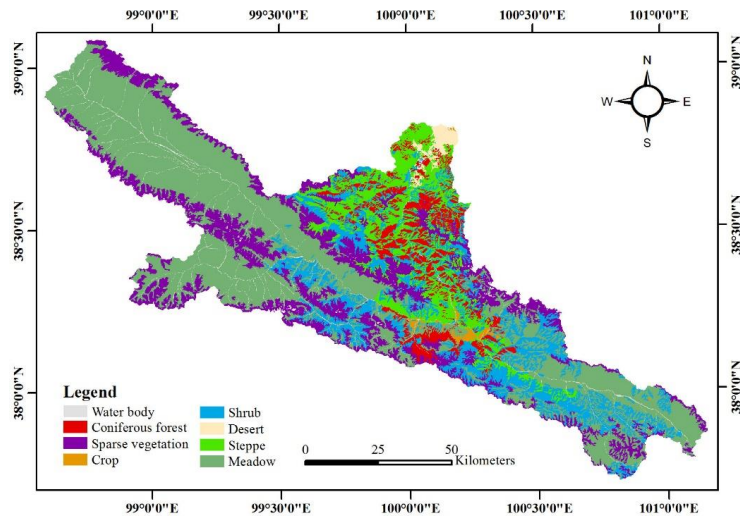 99°0'0"E 99°30'0"E 100°0'0"E 100°30'0"E 101°0'0"E
39°0'0"N 39°0'0"N
N
W E
S
38°30'0"N 38°30'0"N
38°0'0"N 38°0'0"N
Legend
Water body Shrub
Coniferous forest Desert
Sparse vegetation Steppe
Crop Meadow
0 25 50
Kilometers
99°0'0"E 99°30'0"E 100°0'0"E 100°30'0"E 101°0'0"E